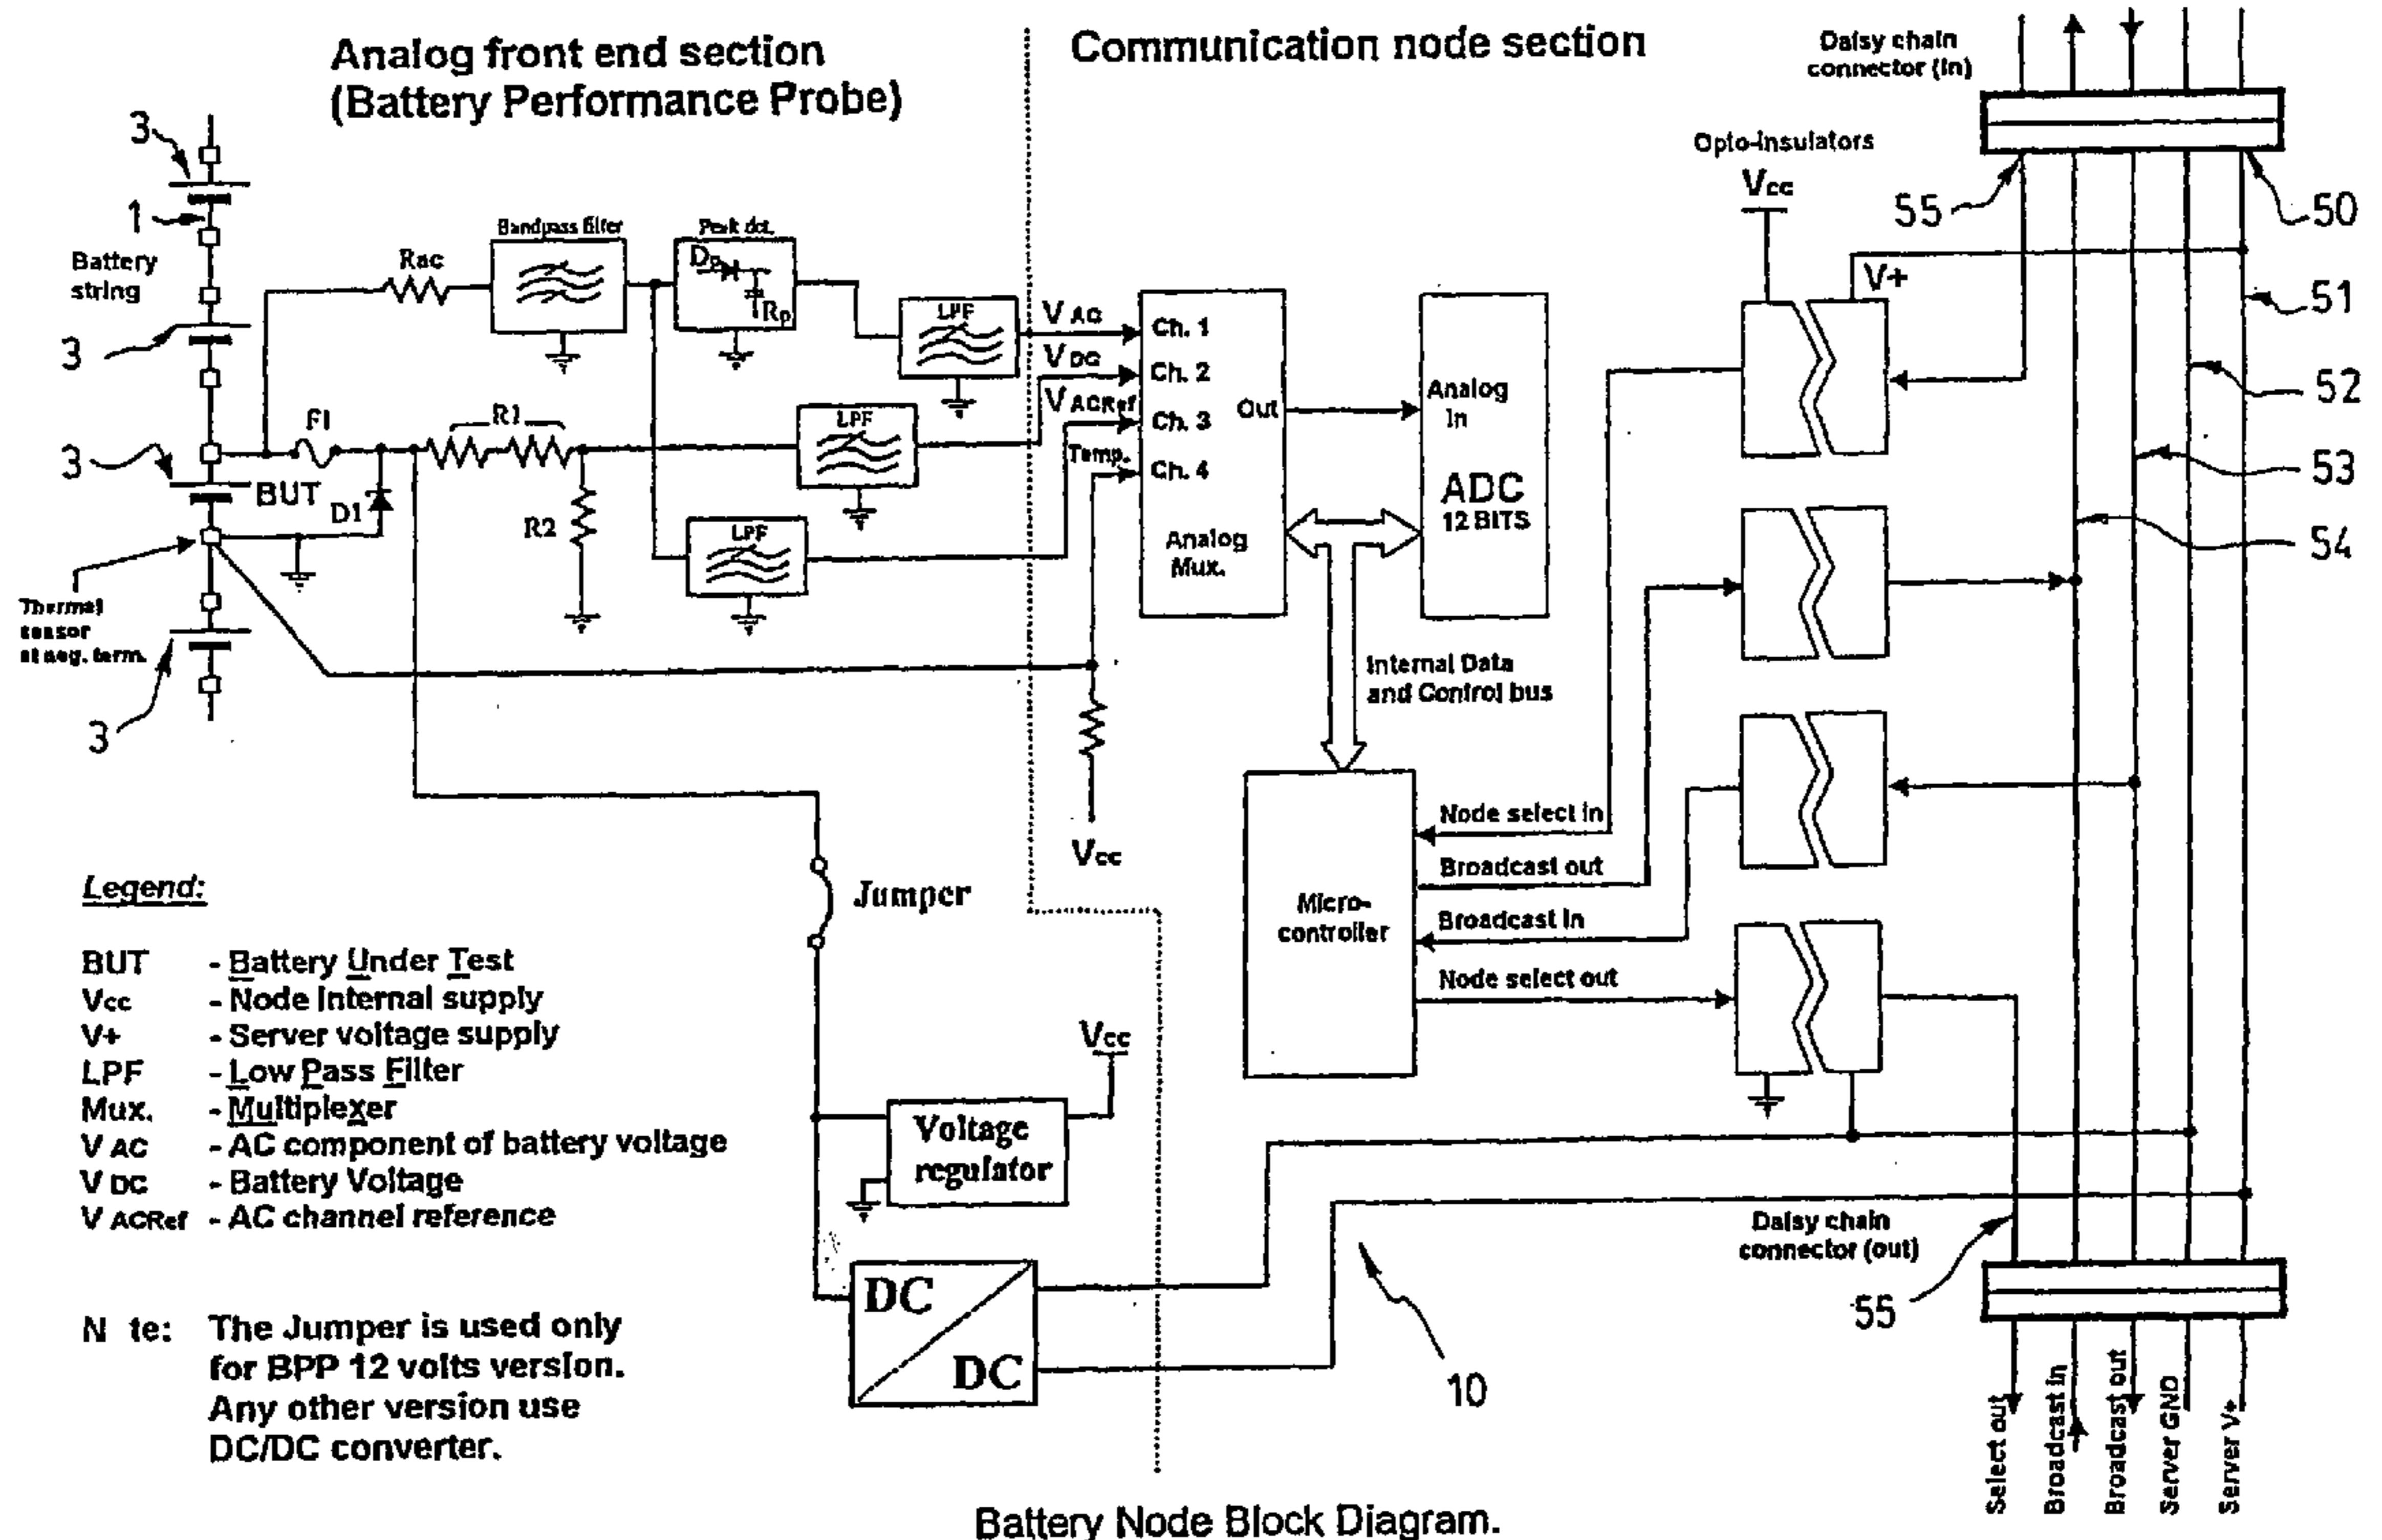 Analog front end section
(Battery Performance Probe)
Communication node section
Daisy chain
connector (In)
3
1
Battery
string
3
3
BUT
Thermal
sensor
at neg. term.
3
Rac
Bandpass filter
Peak det.
Dp
Rp
LPF
F1
R1
D1
R2
LPF
LPF
V AC
V DC
V ACRef
Temp.
Ch. 1
Ch. 2
Ch. 3
Ch. 4
Out
Analog
Mux.
Analog
In
ADC
12 BITS
Internal Data
and Control bus
Vcc
Opto-insulators
Vcc
V+
55
50
51
52
53
54
Micro-
controller
Node select in
Broadcast out
Broadcast in
Node select out
Jumper
Vcc
Voltage
regulator
DC
DC
10
Daisy chain
connector (out)
55
Select out
Broadcast in
Broadcast out
Server GND
Server V+
Legend:
BUT - Battery Under Test
Vcc - Node Internal supply
V+ - Server voltage supply
LPF - Low Pass Filter
Mux. - Multiplexer
V AC - AC component of battery voltage
V DC - Battery Voltage
V ACRef - AC channel reference
N te: The Jumper is used only
for BPP 12 volts version.
Any other version use
DC/DC converter.
Battery Node Block Diagram.